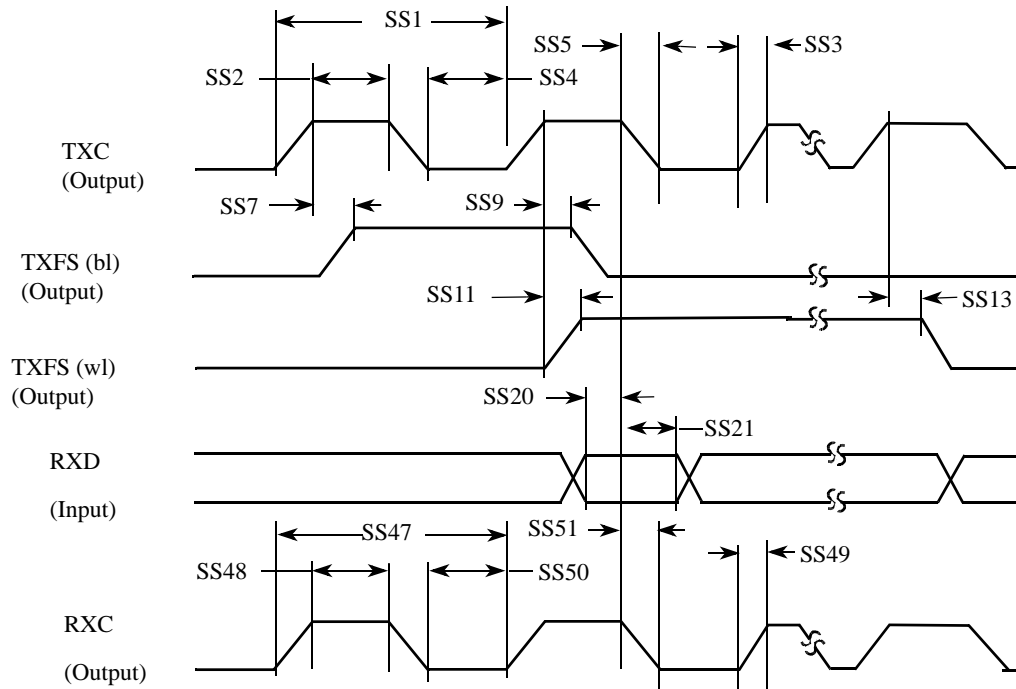 SS1
SS5
SS3
SS2
SS4
TXC
(Output)
SS7
SS9
TXFS (bl)
(Output)
SS11
SS13
TXFS (wl)
(Output)
SS20
SS21
RXD
(Input)
SS47
SS51
SS49
SS48
SS50
RXC
(Output)